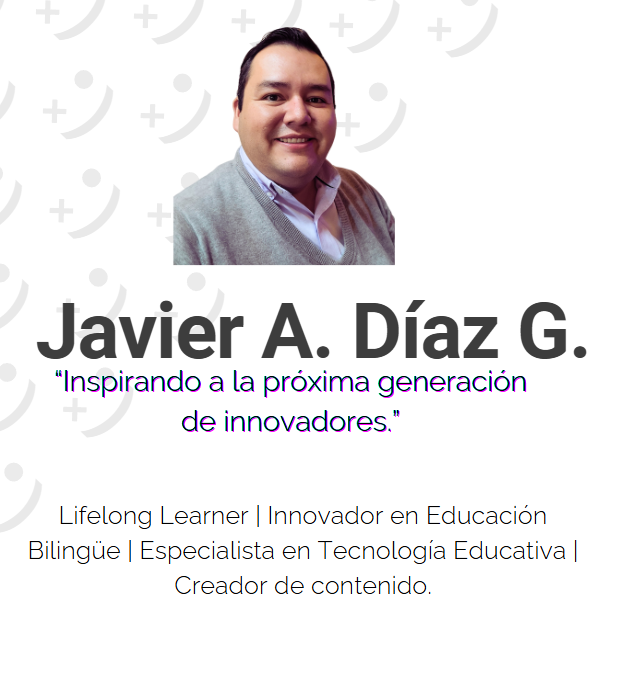 Javier A. Díaz G.
“Inspirando a la próxima generación
de innovadores.”
Lifelong Learner | Innovador en Educación
Bilingüe | Especialista en Tecnología Educativa |
Creador de contenido.